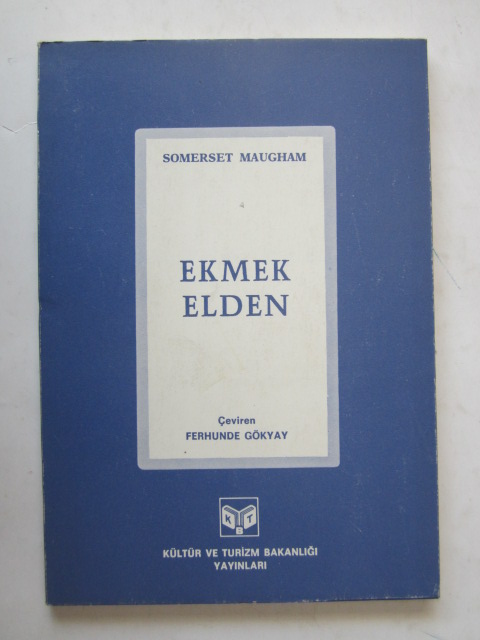 SOMERSET MAUGHAM
EKMEK
ELDEN
Çeviren
FERHUNDE GÖKYAY
K T
B
KÜLTÜR VE TURİZM BAKANLIĞI
YAYINLARI